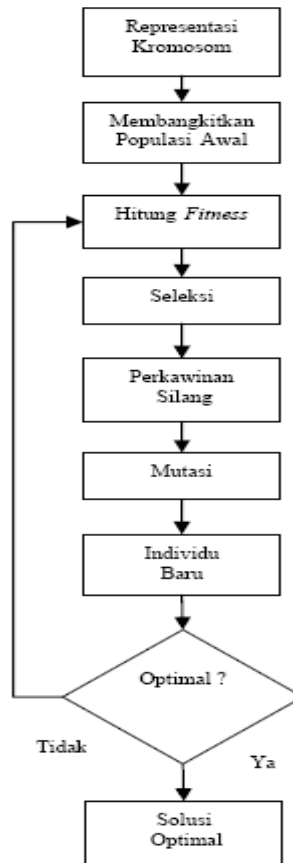 Representasi
Kromosom
Membangkitkan
Populasi Awal
Hitung Fitness
Seleksi
Perkawinan
Silang
Mutasi
Individu
Baru
Optimal ?
Tidak
Ya
Solusi
Optimal